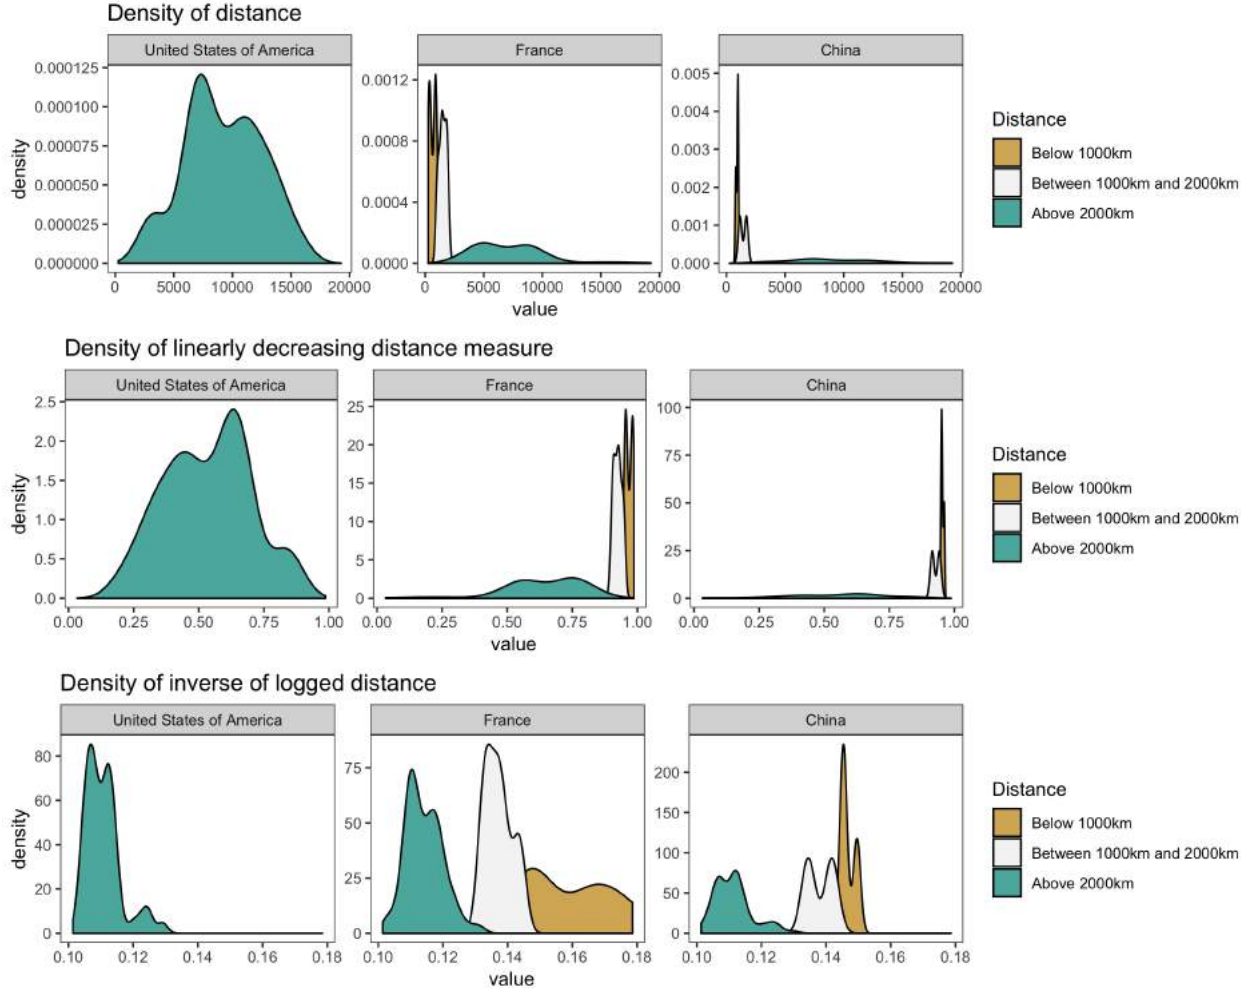 Density of distance
United States of America
France
China
0.000125
0.000100
0.000075
0.000050
0.000025
0.000000
0.0012
0.0008
0.0004
0.0000
0.005
0.004
0.003
0.002
0.001
0.000
density
0 5000 10000 15000 20000
0 5000 10000 15000 20000
0 5000 10000 15000 20000
value
Distance
Below 1000km
Between 1000km and 2000km
Above 2000km
Density of linearly decreasing distance measure
United States of America
France
China
2.5
2.0
1.5
1.0
0.5
0.0
25
20
15
10
5
0
100
75
50
25
0
density
0.00 0.25 0.50 0.75 1.00
0.00 0.25 0.50 0.75 1.00
0.00 0.25 0.50 0.75 1.00
value
Distance
Below 1000km
Between 1000km and 2000km
Above 2000km
Density of inverse of logged distance
United States of America
France
China
80
60
40
20
0
75
50
25
0
200
150
100
50
0
density
0.10 0.12 0.14 0.16 0.18
0.10 0.12 0.14 0.16 0.18
0.10 0.12 0.14 0.16 0.18
value
Distance
Below 1000km
Between 1000km and 2000km
Above 2000km